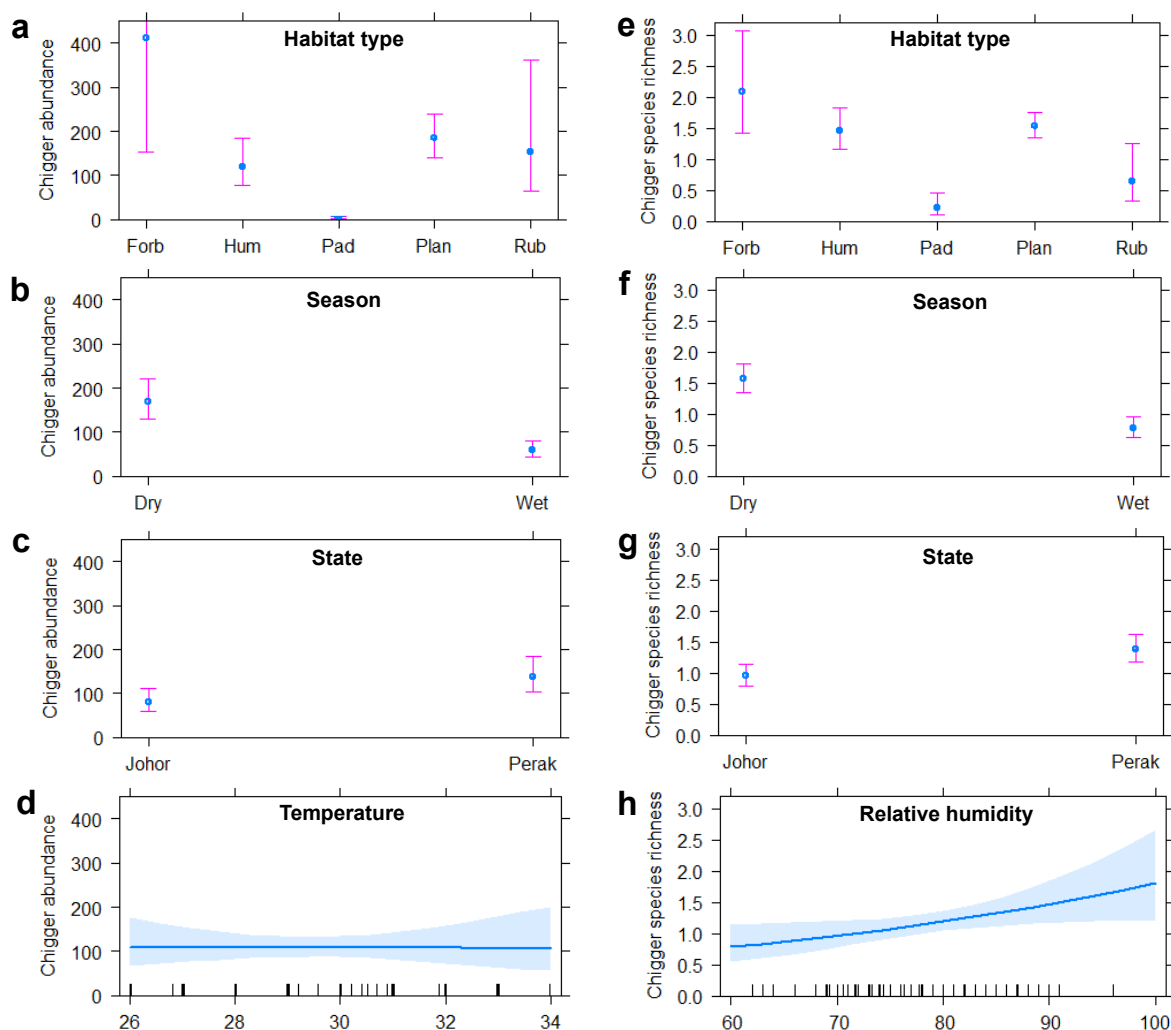 a
Chigger abundance
Habitat type
400
300
200
100
0
Forb Hum Pad Plan Rub
b
Chigger abundance
Season
400
300
200
100
0
Dry Wet
c
Chigger abundance
State
400
300
200
100
0
Johor Perak
d
Chigger abundance
Temperature
400
300
200
100
0
26 28 30 32 34
e
Chigger species richness
Habitat type
3.0
2.5
2.0
1.5
1.0
0.5
0.0
Forb Hum Pad Plan Rub
f
Chigger species richness
Season
3.0
2.5
2.0
1.5
1.0
0.5
0.0
Dry Wet
g
Chigger species richness
State
3.0
2.5
2.0
1.5
1.0
0.5
0.0
Johor Perak
h
Chigger species richness
Relative humidity
3.0
2.5
2.0
1.5
1.0
0.5
0.0
60 70 80 90 100